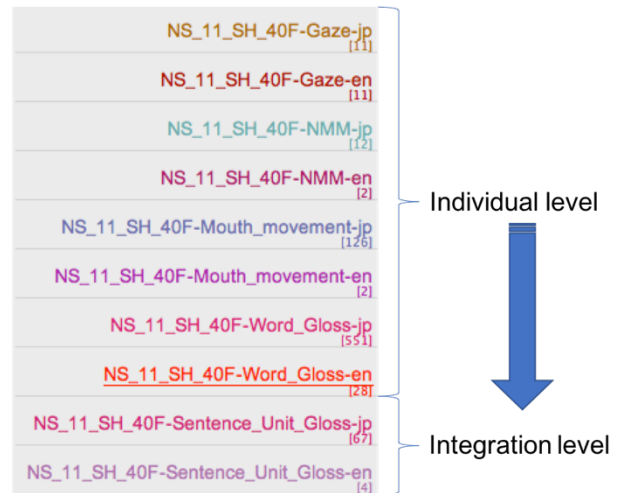 NS_11_SH_40F-Gaze-jp
[11]
NS_11_SH_40F-Gaze-en
[11]
NS_11_SH_40F-NMM-jp
[12]
NS_11_SH_40F-NMM-en
[2]
NS_11_SH_40F-Mouth_movement-jp
[126]
NS_11_SH_40F-Mouth_movement-en
[2]
NS_11_SH_40F-Word_Gloss-jp
[551]
NS_11_SH_40F-Word_Gloss-en
[28]
NS_11_SH_40F-Sentence_Unit_Gloss-jp
[67]
NS_11_SH_40F-Sentence_Unit_Gloss-en
[4]
Individual level
Integration level